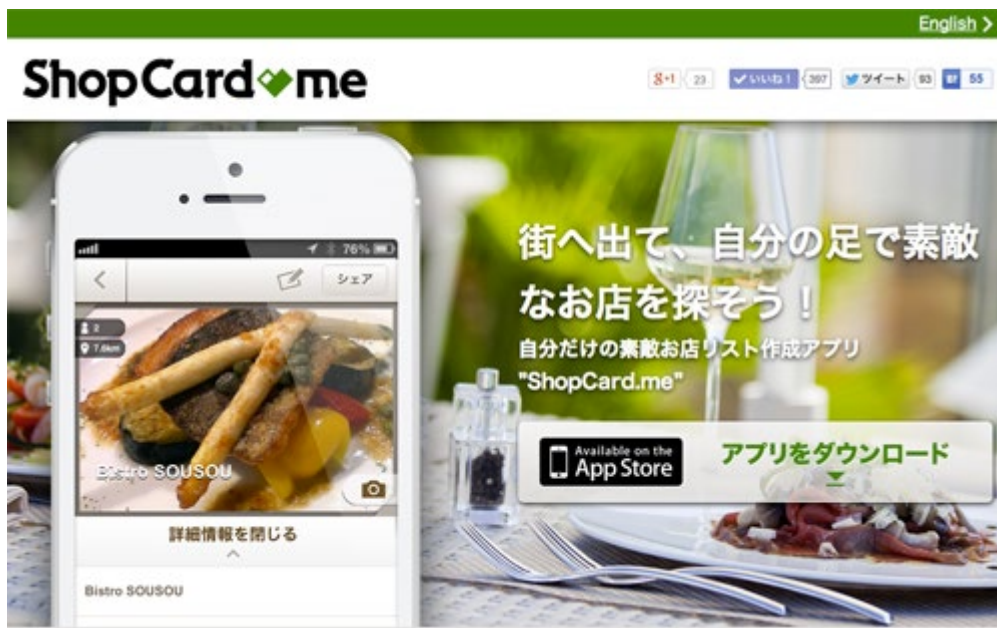 English >
ShopCard me
g+1 23 いいね! 397 ツイート 93 B! 55
76%
シェア
2
7.6km
Bistro SOUSOU
詳細情報を閉じる
Bistro SOUSOU
街へ出て、自分の足で素敵
なお店を探そう！
自分だけの素敵お店リスト作成アプリ
"ShopCard.me"
Available on the
App Store
アプリをダウンロード